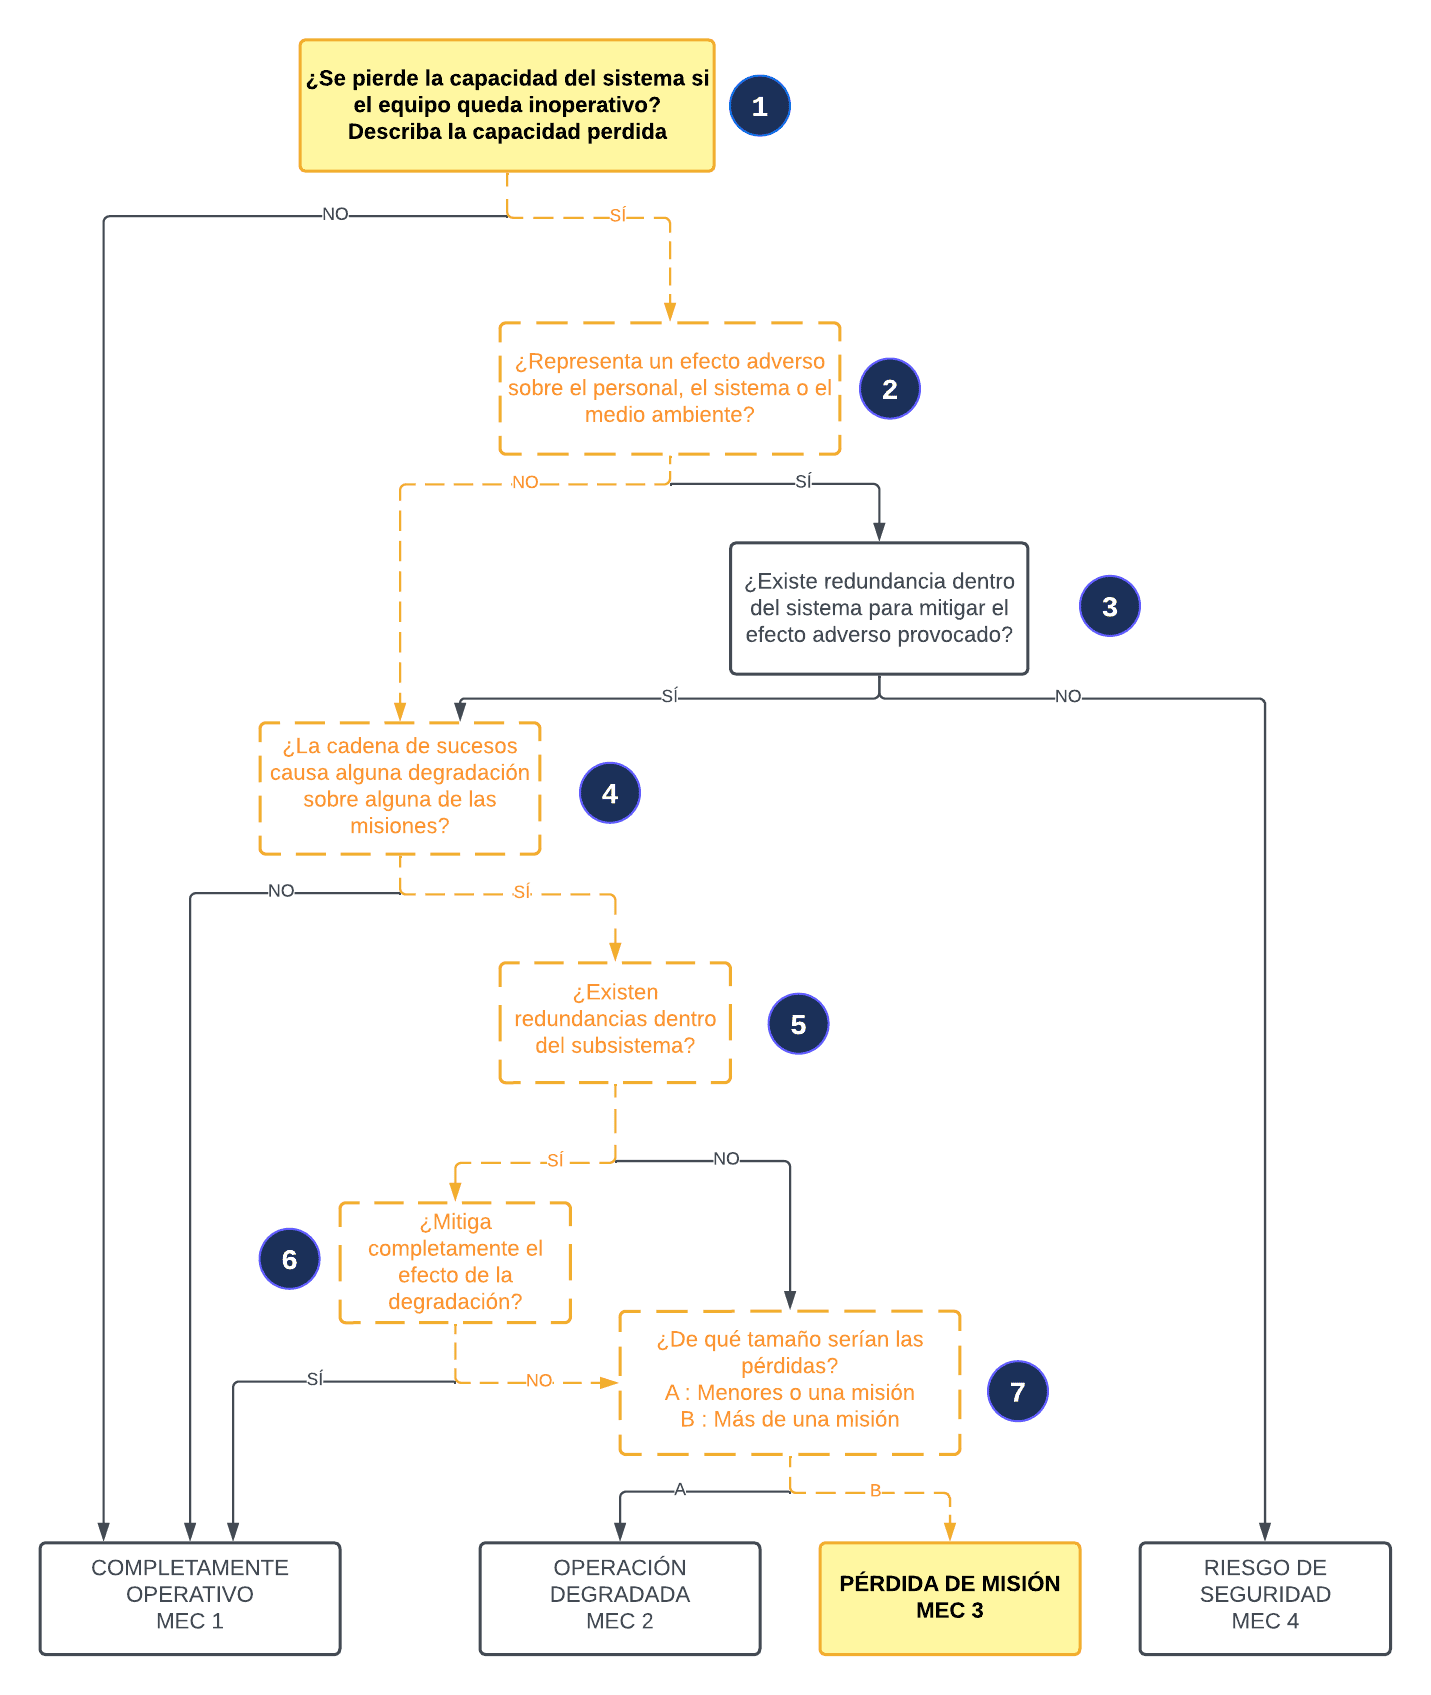 ¿Se pierde la capacidad del sistema si
el equipo queda inoperativo?
Describa la capacidad perdida
1
NO
SÍ
¿Representa un efecto adverso
sobre el personal, el sistema o el
medio ambiente?
2
NO
SÍ
¿Existe redundancia dentro
del sistema para mitigar el
efecto adverso provocado?
3
SÍ
NO
¿La cadena de sucesos
causa alguna degradación
sobre alguna de las
misiones?
4
NO
SÍ
¿Existen
redundancias dentro
del subsistema?
5
SÍ
NO
¿Mitiga
completamente el
efecto de la
degradación?
6
SÍ
NO
¿De qué tamaño serían las
pérdidas?
A : Menores o una misión
B : Más de una misión
7
A
B
COMPLETAMENTE
OPERATIVO
MEC 1
OPERACIÓN
DEGRADADA
MEC 2
PÉRDIDA DE MISIÓN
MEC 3
RIESGO DE
SEGURIDAD
MEC 4